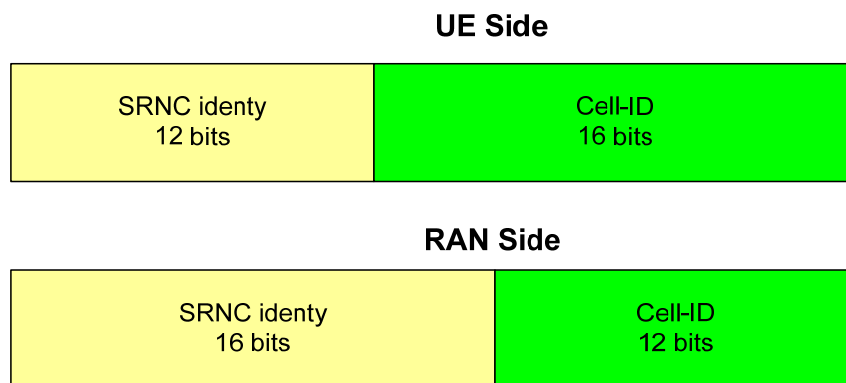 UE Side
SRNC identy
12 bits
Cell-ID
16 bits
RAN Side
SRNC identy
16 bits
Cell-ID
12 bits